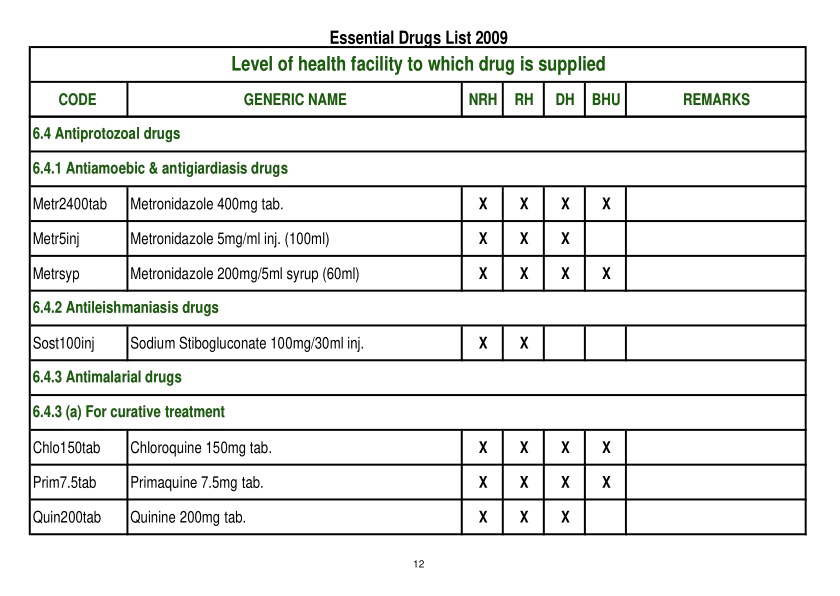 Essential Drugs List 2009
Level of health facility to which drug is supplied
CODE GENERIC NAME NRH RH DH BHU REMARKS
6.4 Antiprotozoal drugs
6.4.1 Antiamoebic & antigiardiasis drugs
Metr2400tab Metronidazole 400mg tab. X X X X
Metr5inj Metronidazole 5mg/ml inj. (100ml) X X X
Metrsyp Metronidazole 200mg/5ml syrup (60ml) X X X X
6.4.2 Antileishmaniasis drugs
Sost100inj Sodium Stibogluconate 100mg/30ml inj. X X
6.4.3 Antimalarial drugs
6.4.3 (a) For curative treatment
Chlo150tab Chloroquine 150mg tab. X X X X
Prim7.5tab Primaquine 7.5mg tab. X X X X
Quin200tab Quinine 200mg tab. X X X
12